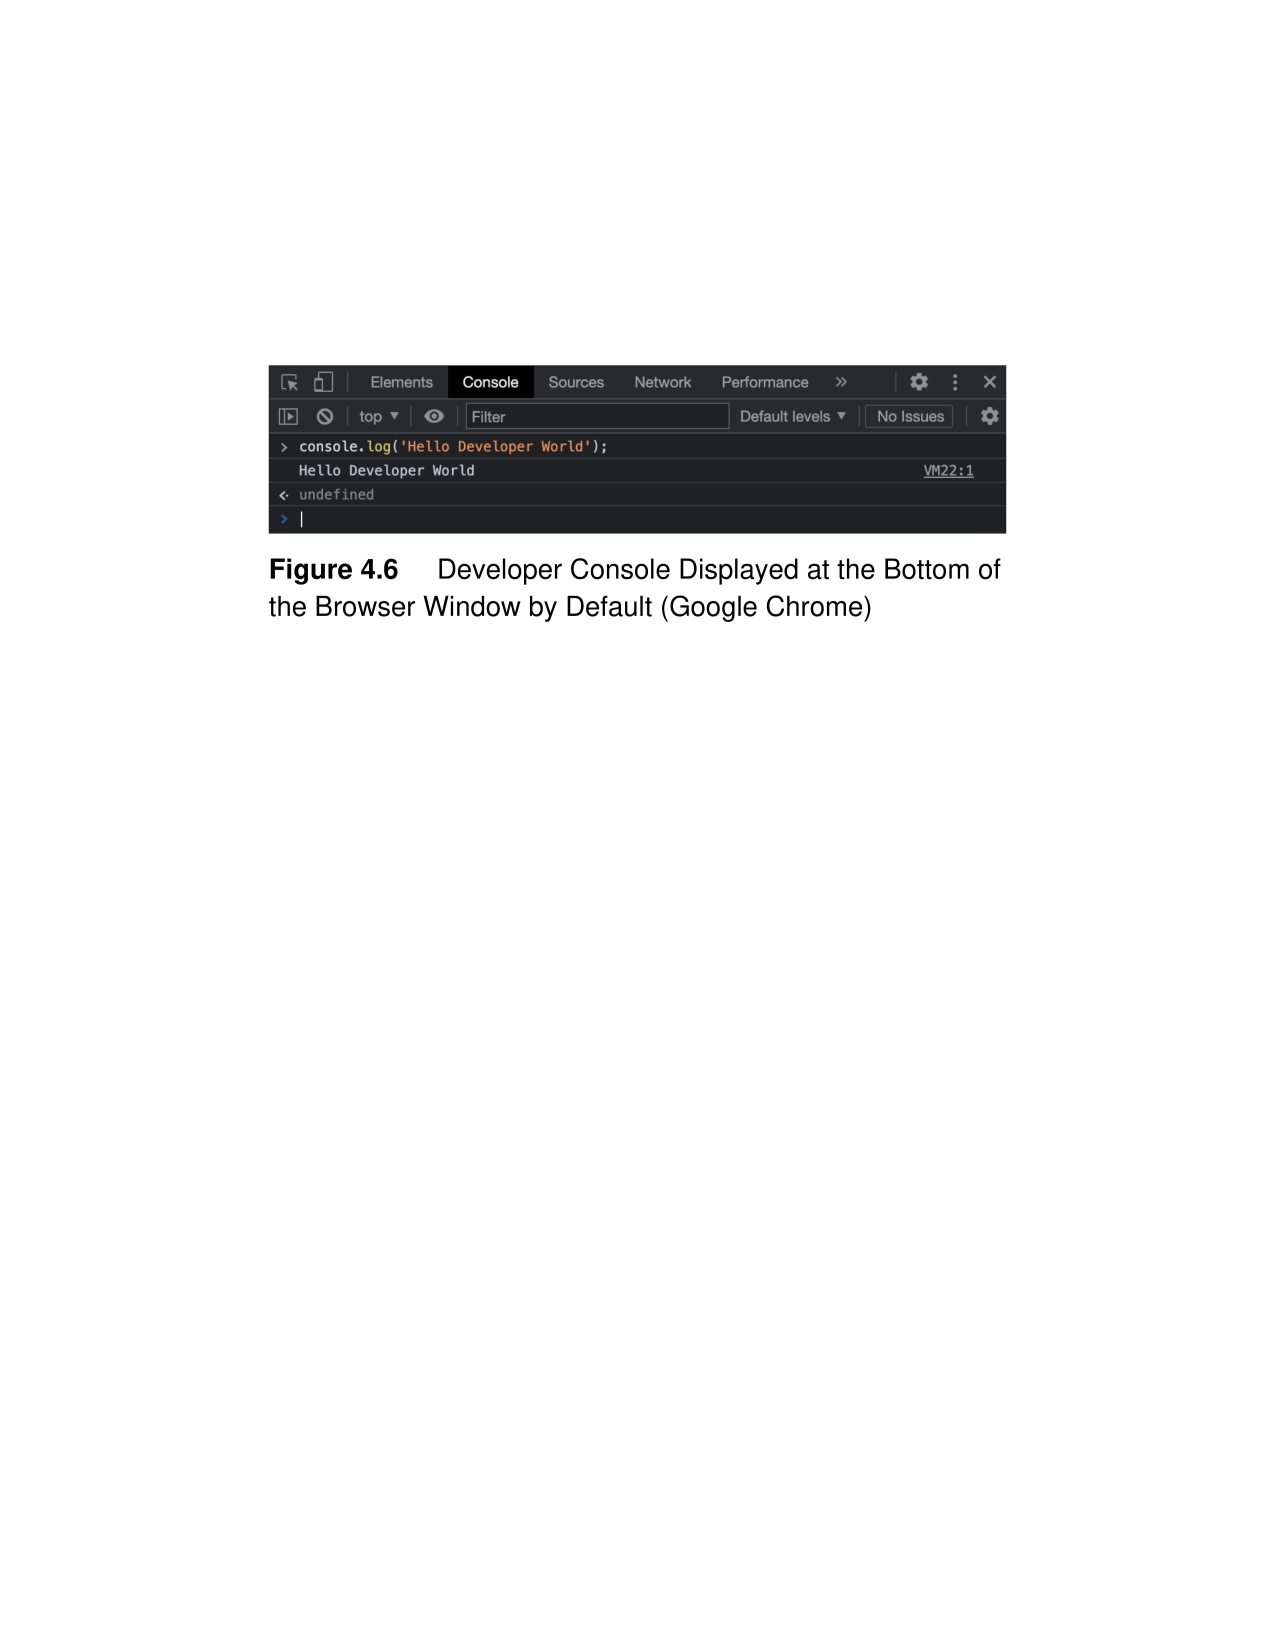 Elements Console Sources Network Performance »
top ▼ Filter Default levels ▼ No Issues
> console.log('Hello Developer World');
Hello Developer World VM22:1
undefined
>
Figure 4.6 Developer Console Displayed at the Bottom of
the Browser Window by Default (Google Chrome)